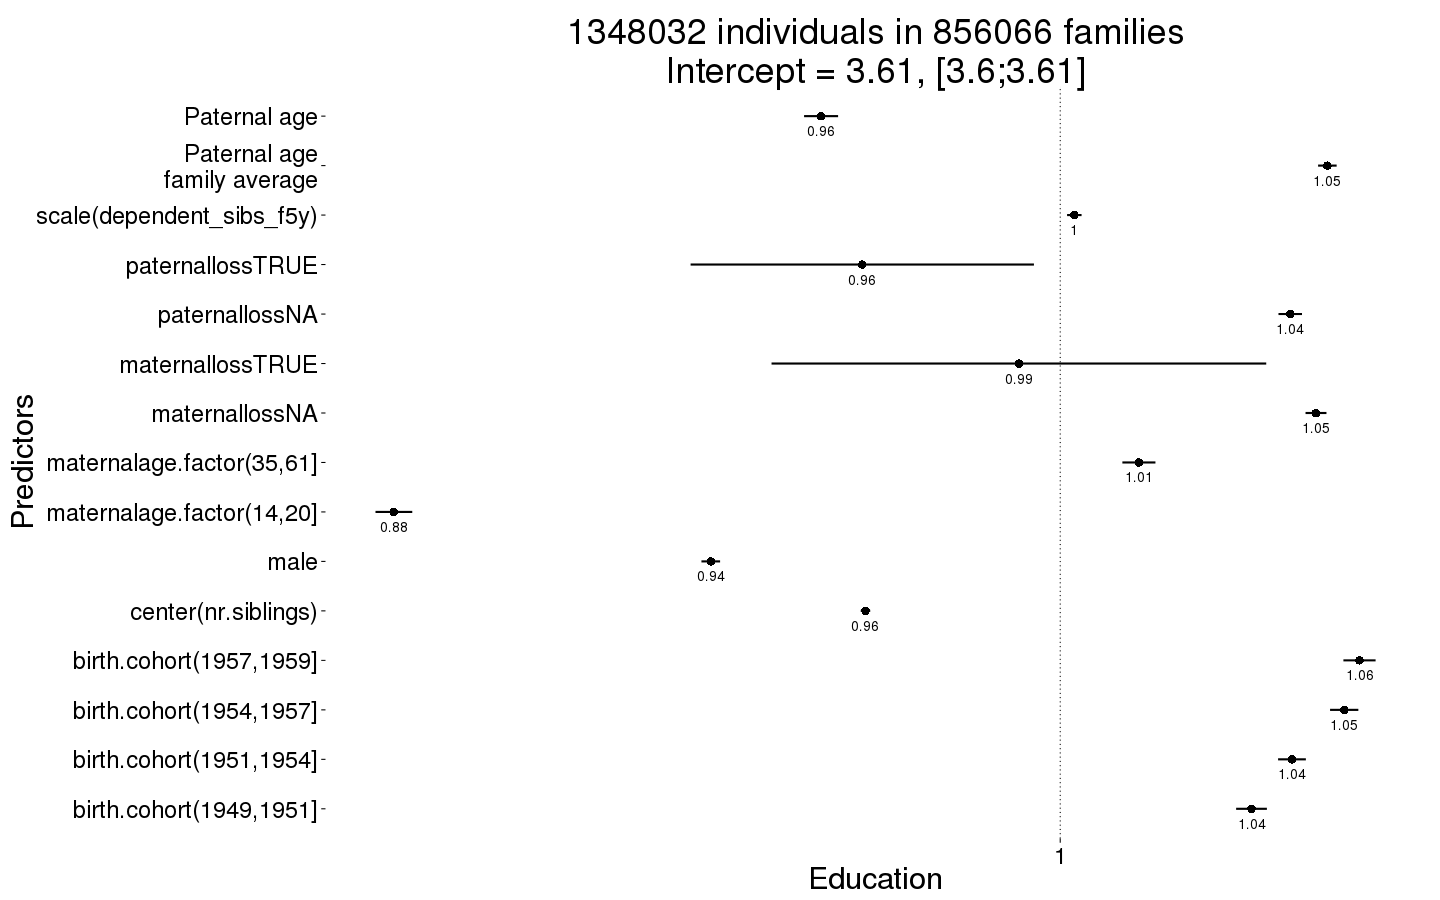 1348032 individuals in 856066 families
Intercept = 3.61, [3.6;3.61]
Paternal age
0.96
Paternal age
family average
1.05
scale(dependent_sibs_f5y)
1
paternallossTRUE
0.96
paternallossNA
1.04
maternallossTRUE
0.99
maternallossNA
1.05
maternalage.factor(35,61]
1.01
maternalage.factor(14,20]
0.88
male
0.94
center(nr.siblings)
0.96
birth.cohort(1957,1959]
1.06
birth.cohort(1954,1957]
1.05
birth.cohort(1951,1954]
1.04
birth.cohort(1949,1951]
1.04
Predictors
1
Education